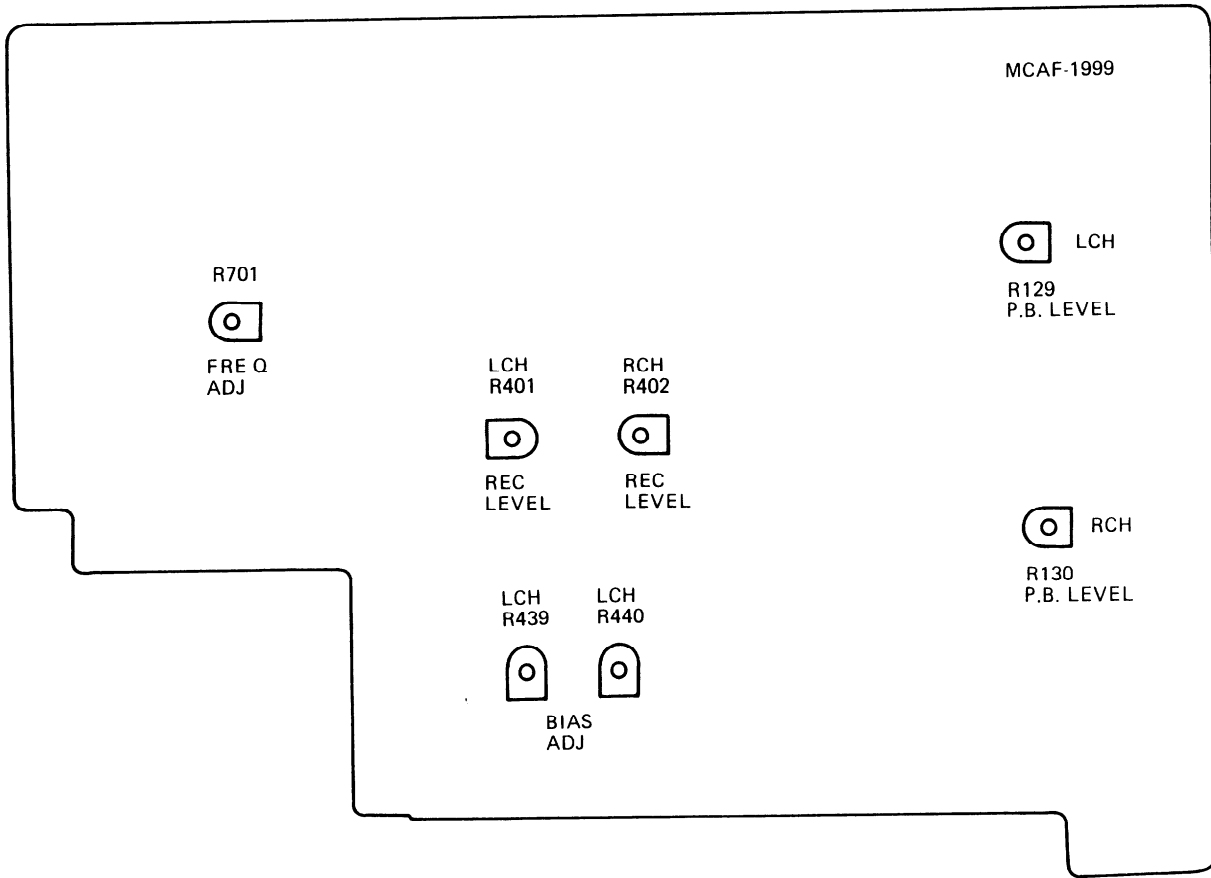 MCAF-1999
LCH
R129
P.B. LEVEL
R701
FRE Q
ADJ
LCH
R401
REC
LEVEL
RCH
R402
REC
LEVEL
RCH
R130
P.B. LEVEL
LCH
R439
LCH
R440
BIAS
ADJ